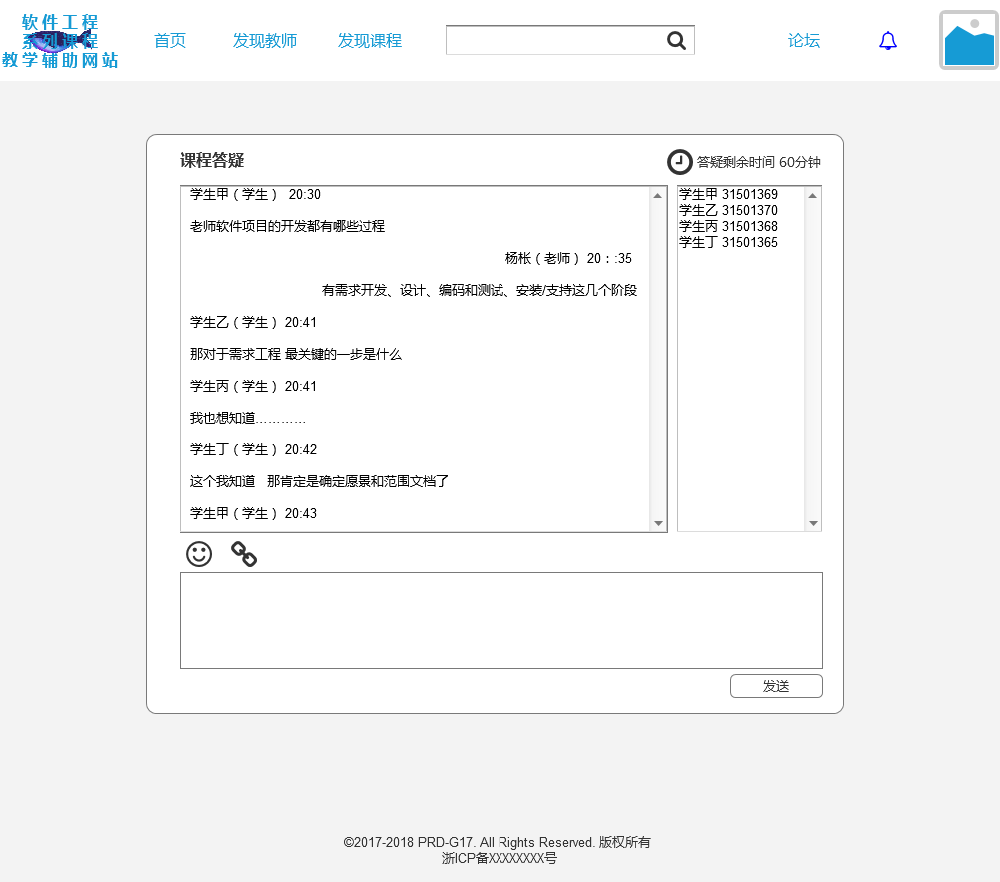 软件工程
系列课程
教学辅助网站
首页
发现教师
发现课程
论坛
课程答疑
答疑剩余时间 60分钟
学生甲（学生） 20:30
老师软件项目的开发都有哪些过程
杨枨（老师） 20：:35
有需求开发、设计、编码和测试、安装/支持这几个阶段
学生乙（学生） 20:41
那对于需求工程 最关键的一步是什么
学生丙（学生） 20:41
我也想知道…………
学生丁（学生） 20:42
这个我知道 那肯定是确定愿景和范围文档了
学生甲（学生） 20:43
学生甲 31501369
学生乙 31501370
学生丙 31501368
学生丁 31501365
发送
©2017-2018 PRD-G17. All Rights Reserved. 版权所有
浙ICP备XXXXXXXX号